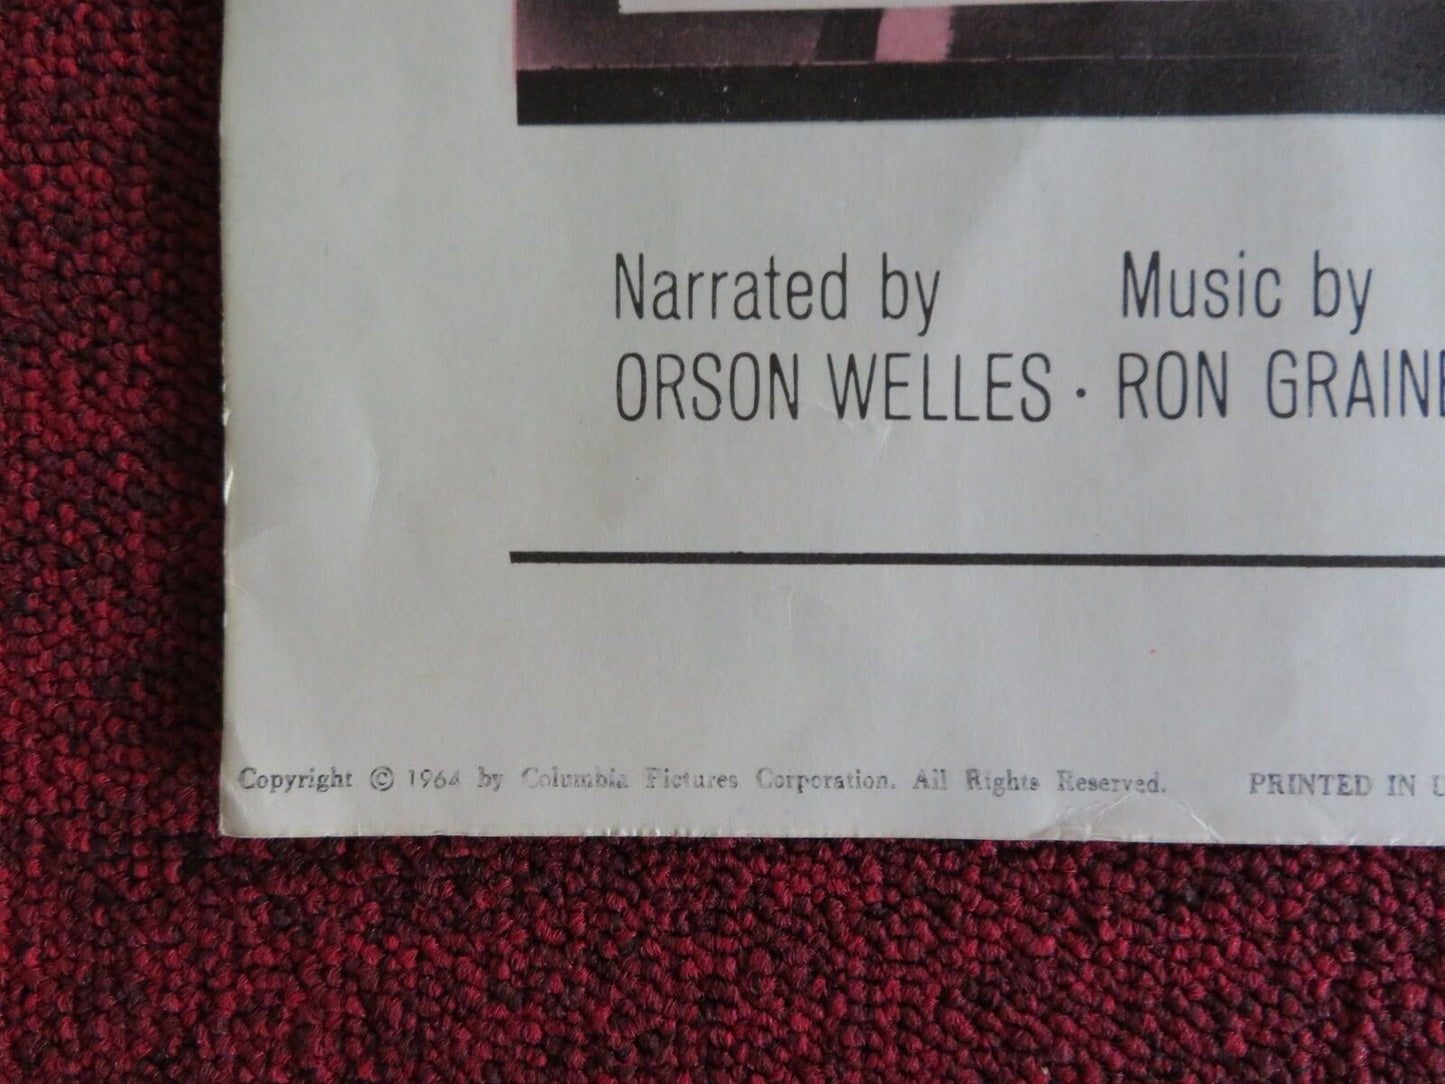 Narrated by Music by
ORSON WELLES · RON GRAINE
Copyright © 1964 by Columbia Pictures Corporation. All Rights Reserved. PRINTED IN U